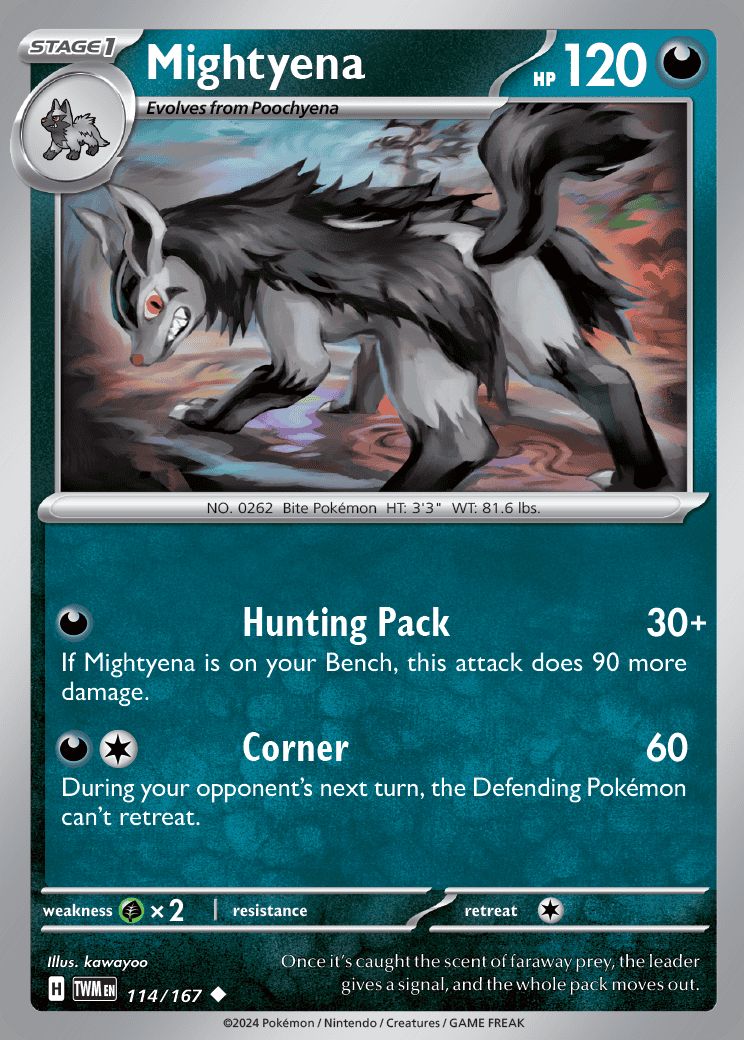 STAGE1
Mightyena
HP 120
Evolves from Poochyena
NO. 0262 Bite Pokémon HT: 3'3" WT: 81.6 lbs.
Hunting Pack 30+
If Mightyena is on your Bench, this attack does 90 more
damage.
Corner 60
During your opponent's next turn, the Defending Pokémon
can't retreat.
weakness ×2 | resistance retreat
Illus. kawayoo
Once it's caught the scent of faraway prey, the leader
gives a signal, and the whole pack moves out.
H TWM EN 114/167
©2024 Pokémon / Nintendo / Creatures / GAME FREAK